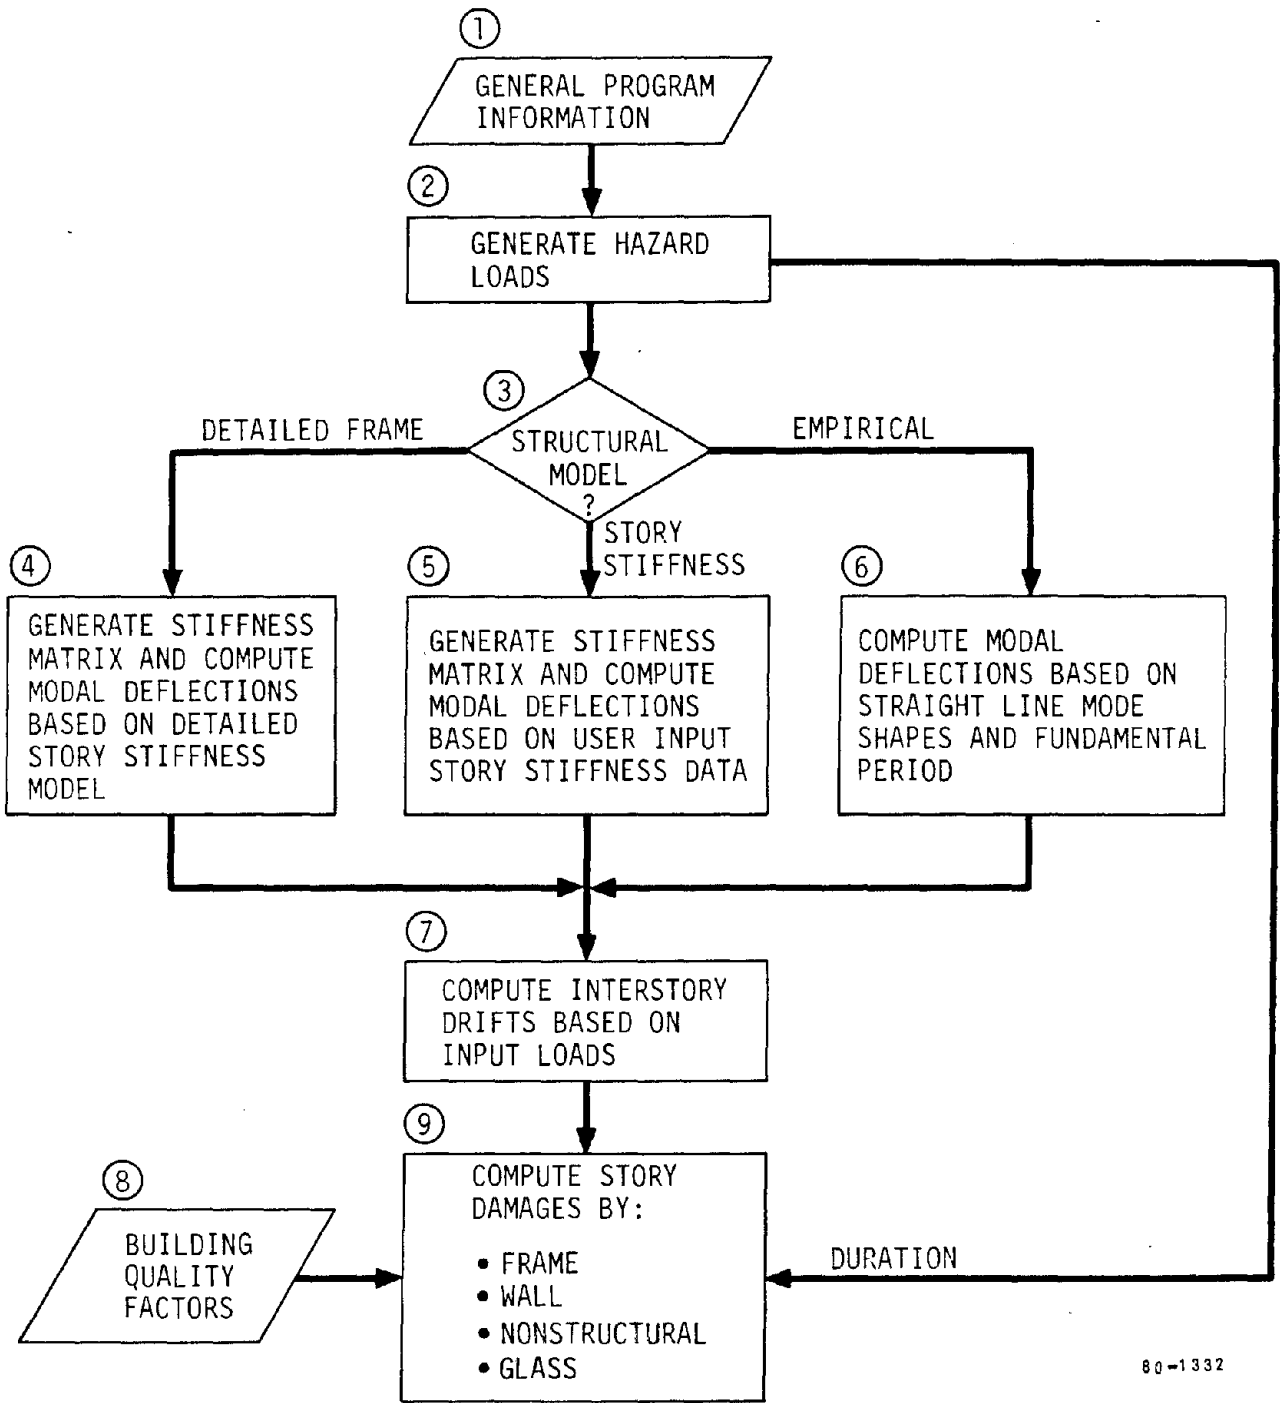 1
GENERAL PROGRAM
INFORMATION
2
GENERATE HAZARD
LOADS
3
STRUCTURAL
MODEL
?
DETAILED FRAME
EMPIRICAL
STORY
STIFFNESS
4
GENERATE STIFFNESS
MATRIX AND COMPUTE
MODAL DEFLECTIONS
BASED ON DETAILED
STORY STIFFNESS
MODEL
5
GENERATE STIFFNESS
MATRIX AND COMPUTE
MODAL DEFLECTIONS
BASED ON USER INPUT
STORY STIFFNESS DATA
6
COMPUTE MODAL
DEFLECTIONS BASED ON
STRAIGHT LINE MODE
SHAPES AND FUNDAMENTAL
PERIOD
7
COMPUTE INTERSTORY
DRIFTS BASED ON
INPUT LOADS
8
BUILDING
QUALITY
FACTORS
9
COMPUTE STORY
DAMAGES BY:
• FRAME
• WALL
• NONSTRUCTURAL
• GLASS
DURATION
80-1332